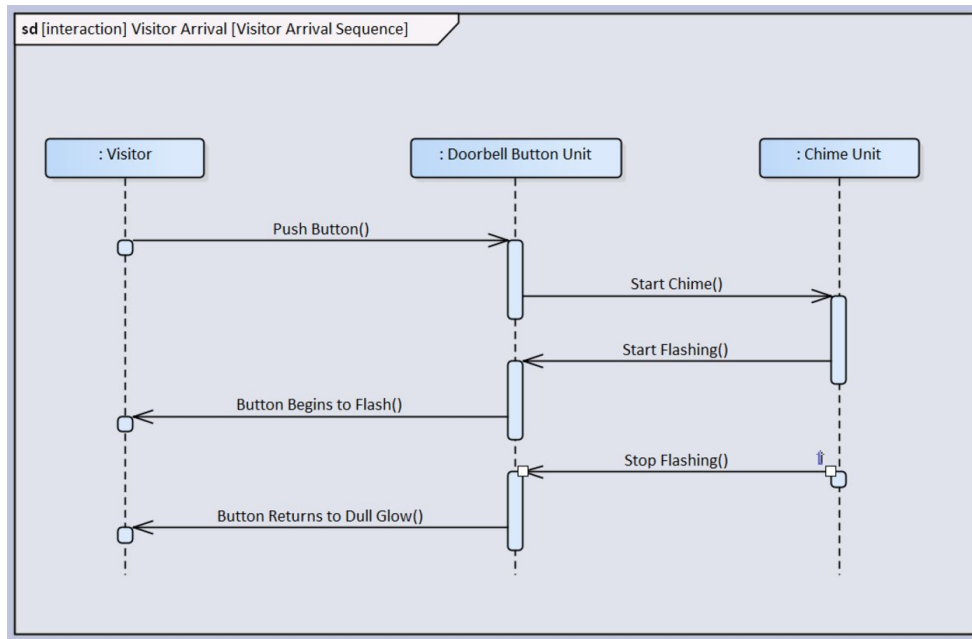 sd [interaction] Visitor Arrival [Visitor Arrival Sequence]
: Visitor
: Doorbell Button Unit
: Chime Unit
Push Button()
Start Chime()
Start Flashing()
Button Begins to Flash()
Stop Flashing()
Button Returns to Dull Glow()